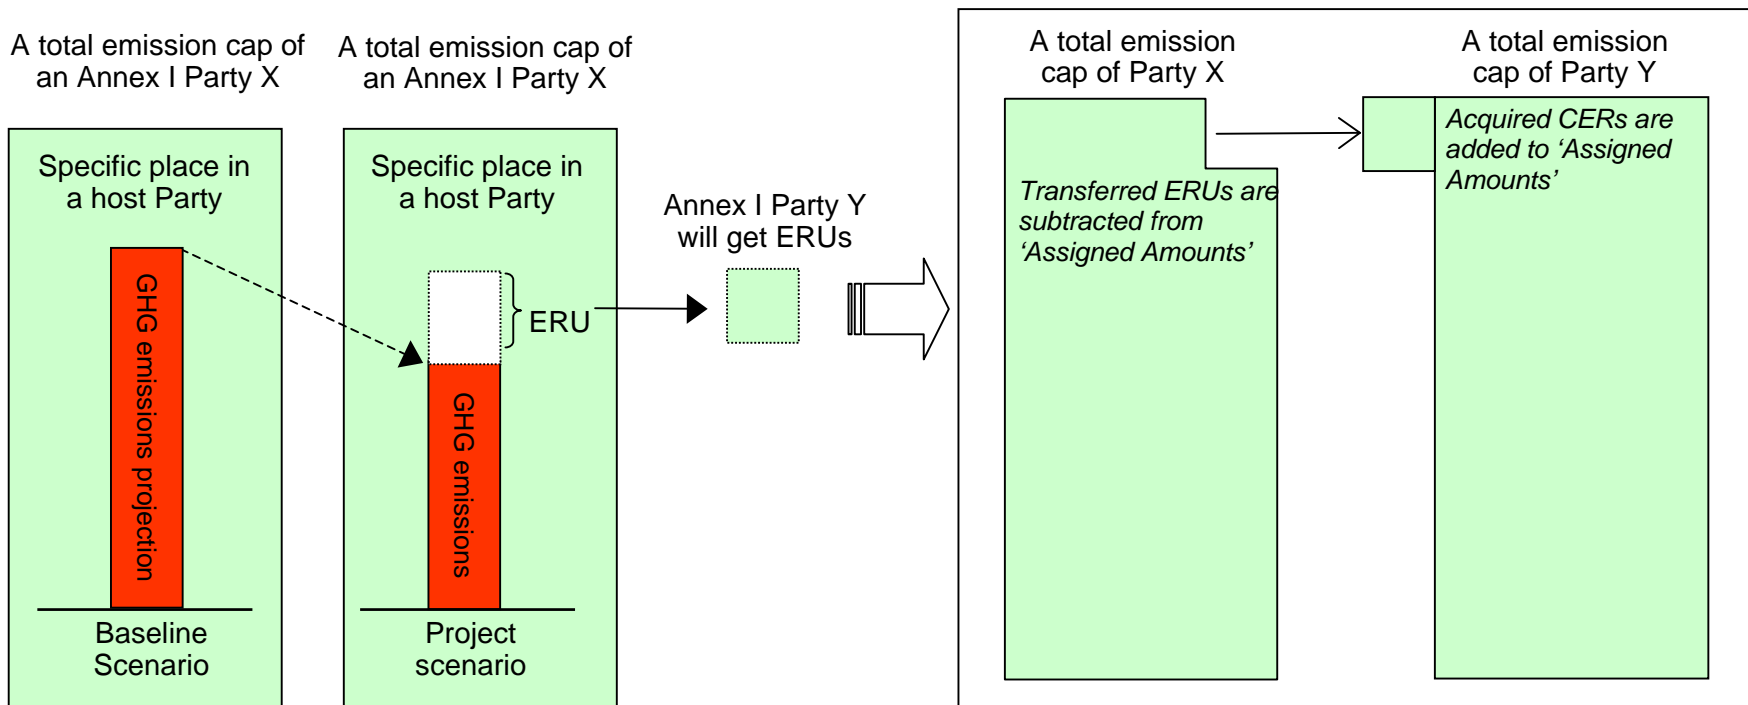 A total emission cap of
an Annex I Party X
Specific place in
a host Party
GHG emissions projection
Baseline
Scenario
A total emission cap of
an Annex I Party X
Specific place in
a host Party
ERU
GHG emissions
Project
scenario
Annex I Party Y
will get ERUs
A total emission
cap of Party X
Transferred ERUs are
subtracted from
‘Assigned Amounts’
A total emission
cap of Party Y
Acquired CERs are
added to ‘Assigned
Amounts’